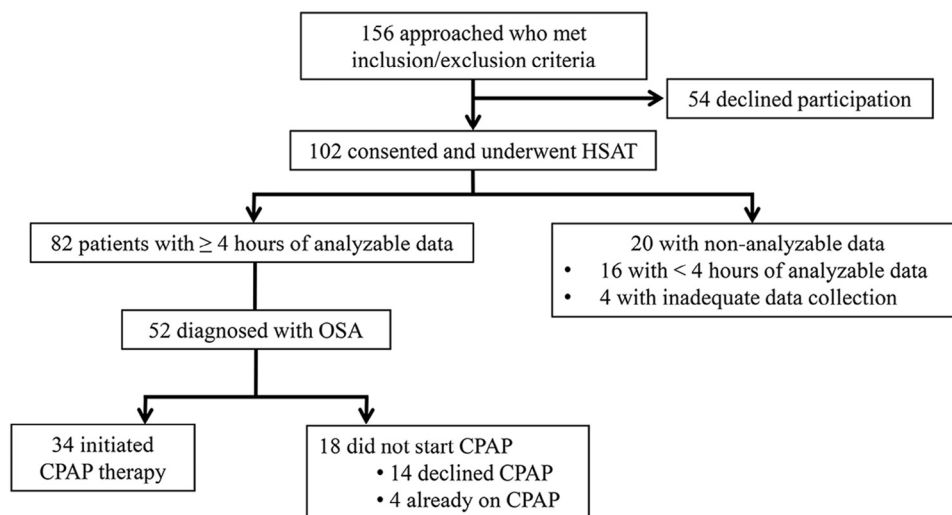 156 approached who met
inclusion/exclusion criteria
54 declined participation
102 consented and underwent HSAT
82 patients with ≥ 4 hours of analyzable data
20 with non-analyzable data
• 16 with < 4 hours of analyzable data
• 4 with inadequate data collection
52 diagnosed with OSA
34 initiated
CPAP therapy
18 did not start CPAP
• 14 declined CPAP
• 4 already on CPAP